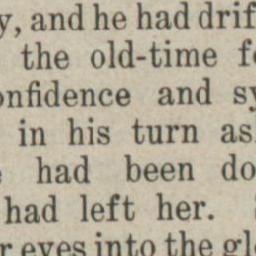 y, and he had drif
the old-time f
onfidence and sy
in his turn as
had been do
had left her.
r eyes into the gl